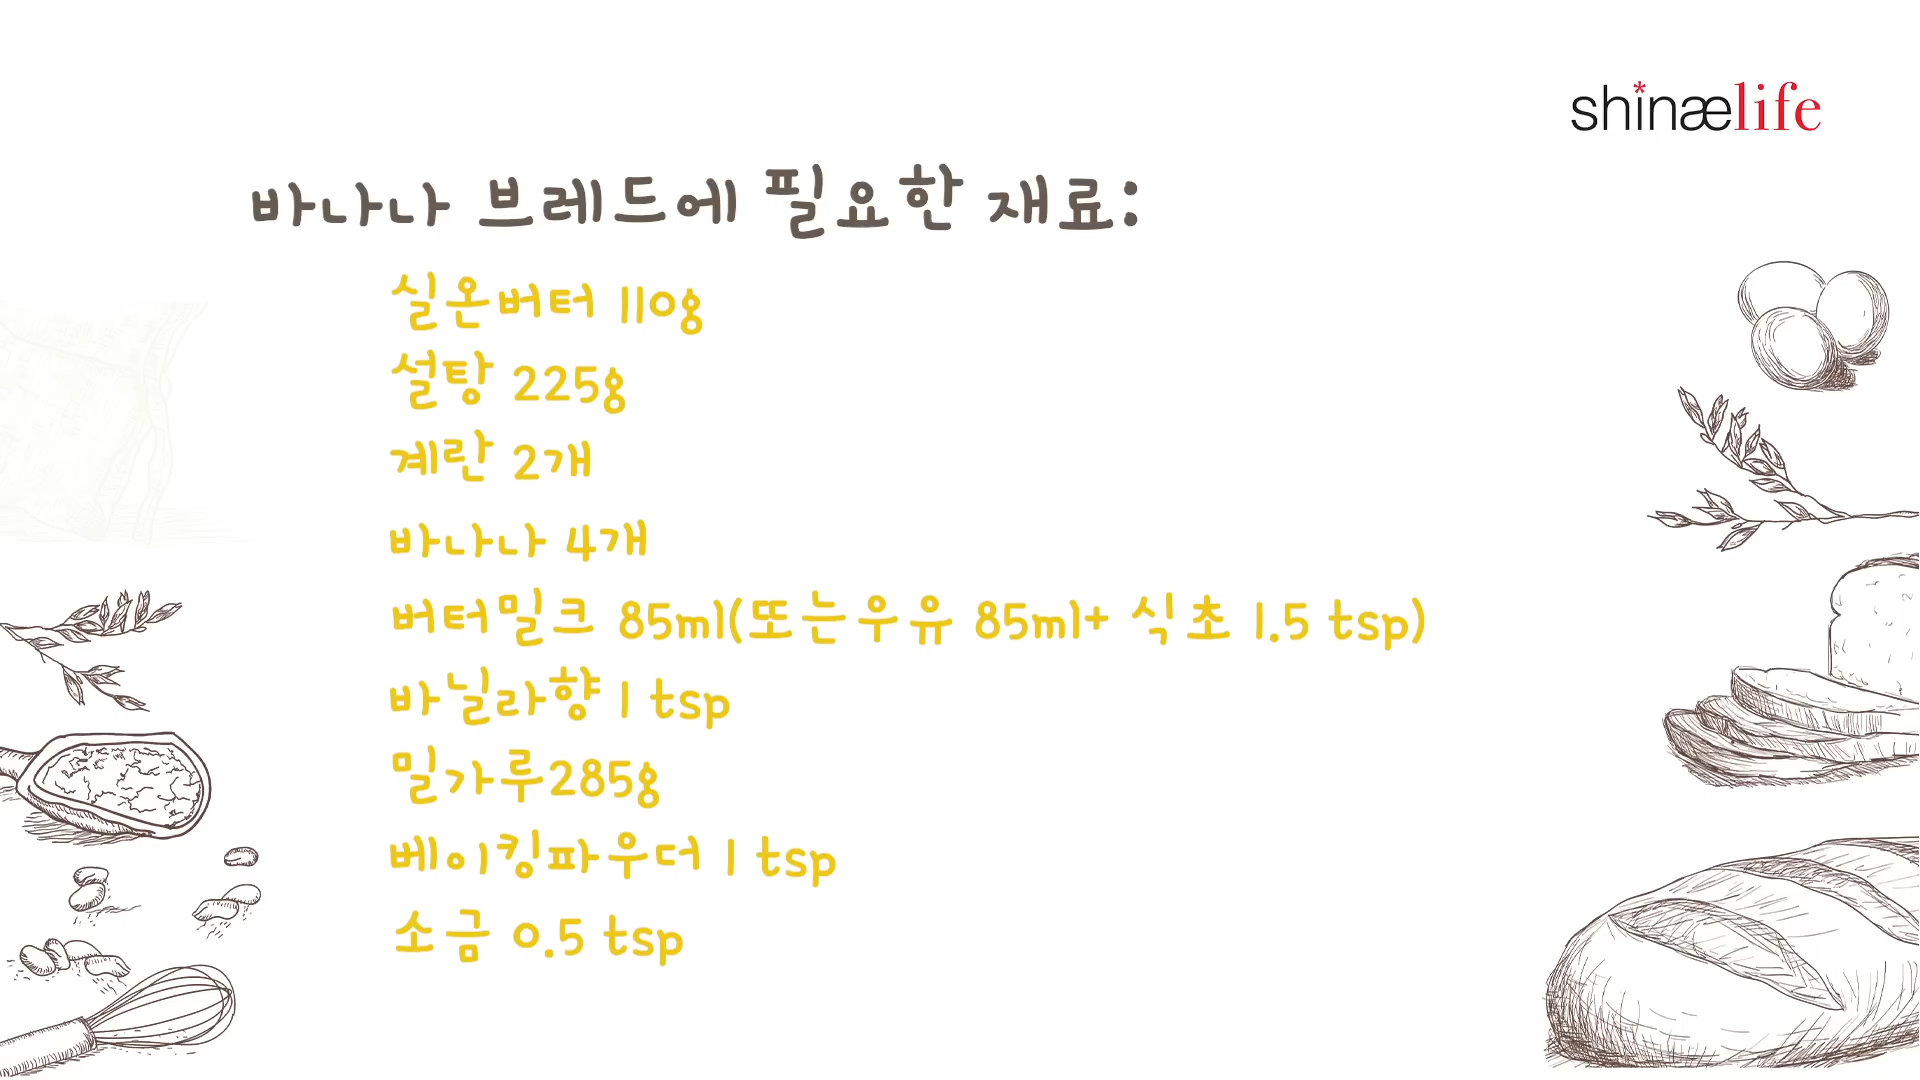 shinælife
바나나 브레드에 필요한 재료:
실온버터 110g
설탕 225g
계란 2개
바나나 4개
버터밀크 85ml(또는우유 85ml+ 식초 1.5 tsp)
바닐라향 1 tsp
밀가루285g
베이킹파우더 1 tsp
소금 0.5 tsp